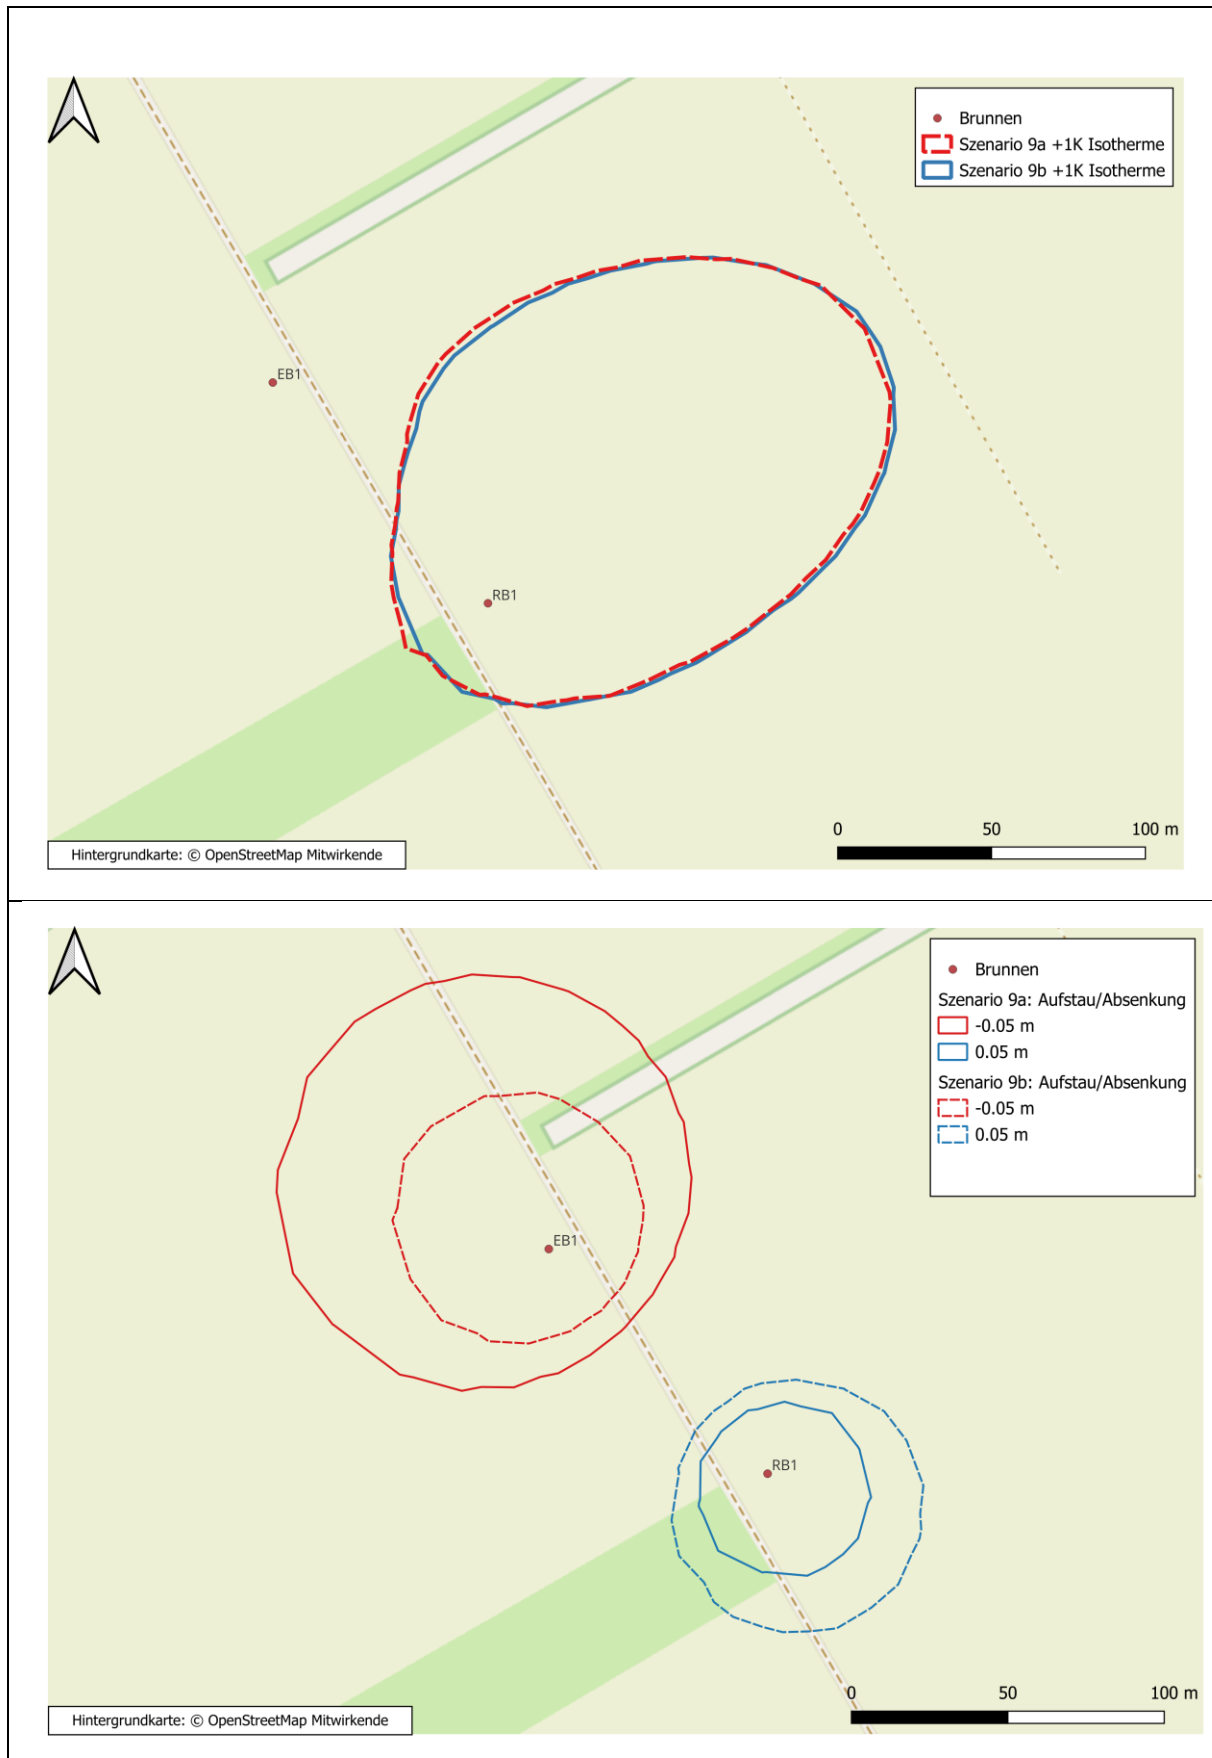 Brunnen
Szenario 9a +1K Isotherme
Szenario 9b +1K Isotherme
EB1
RB1
0 50 100 m
Hintergrundkarte: © OpenStreetMap Mitwirkende
Brunnen
Szenario 9a: Aufstau/Absenkung
-0.05 m
0.05 m
Szenario 9b: Aufstau/Absenkung
-0.05 m
0.05 m
EB1
RB1
0 50 100 m
Hintergrundkarte: © OpenStreetMap Mitwirkende